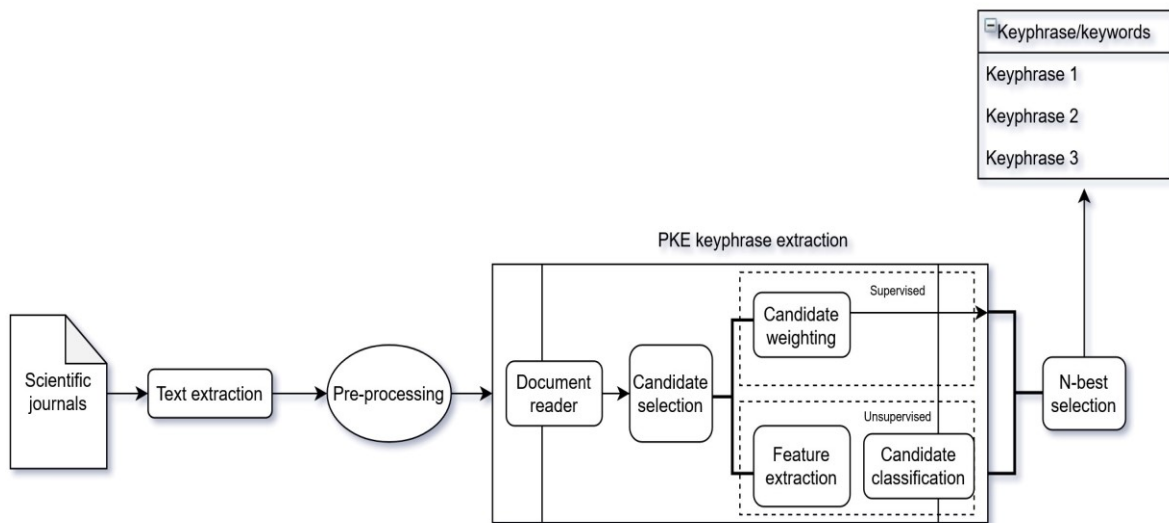 Keyphrase/keywords
Keyphrase 1
Keyphrase 2
Keyphrase 3
PKE keyphrase extraction
Scientific
journals
Text extraction
Pre-processing
Document
reader
Candidate
selection
Supervised
Candidate
weighting
Unsupervised
Feature
extraction
Candidate
classification
N-best
selection